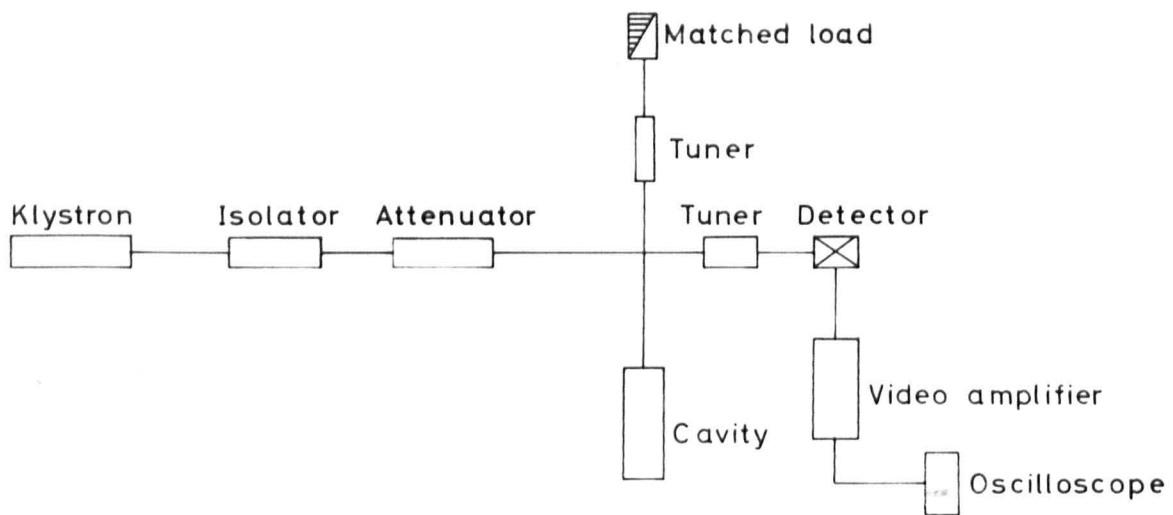 Matched load
Tuner
Klystron Isolator Attenuator Tuner Detector
Video amplifier
Cavity
Oscilloscope